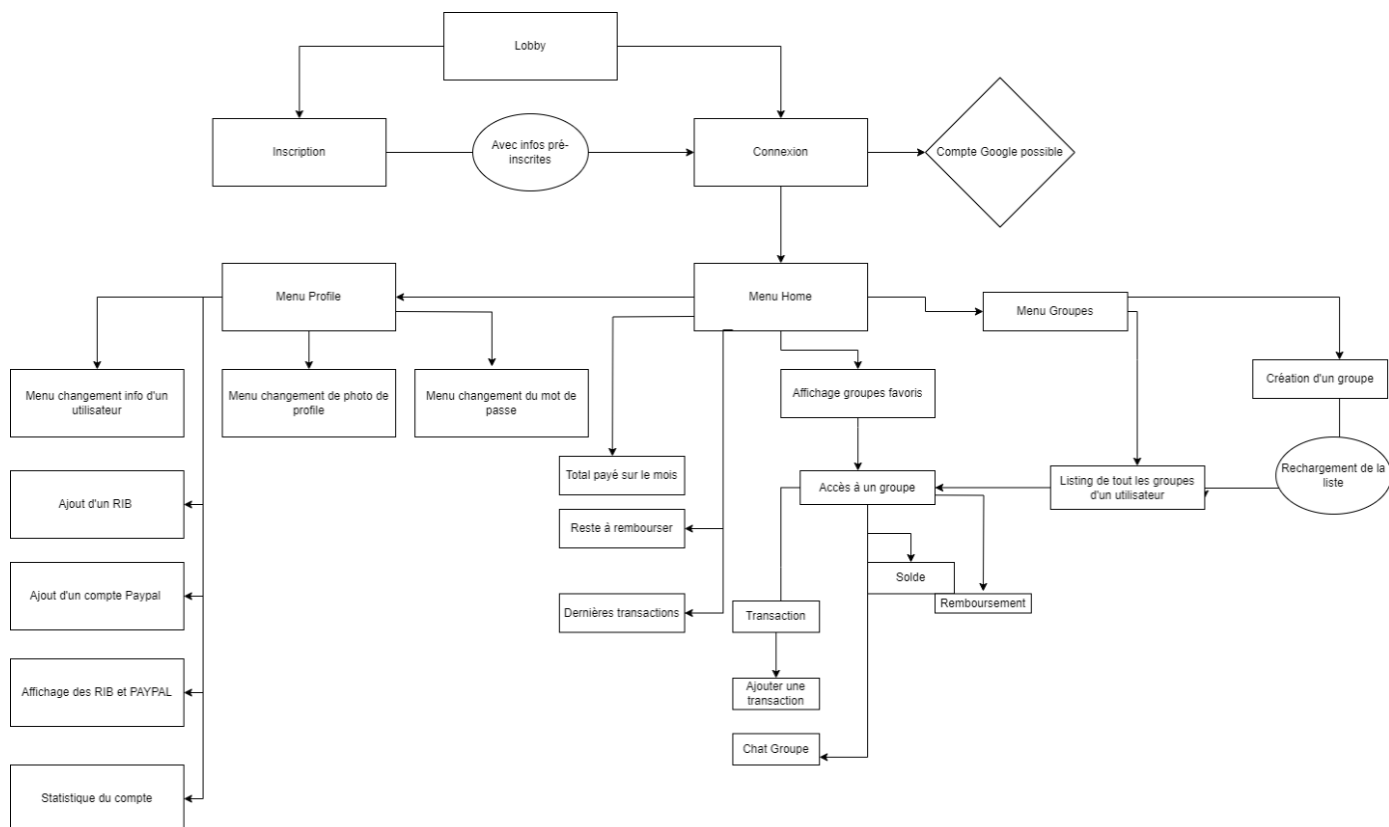 Lobby
Inscription
Avec infos pré-
inscrites
Connexion
Compte Google possible
Menu Profile
Menu Home
Menu Groupes
Menu changement info d'un
utilisateur
Menu changement de photo de
profile
Menu changement du mot de
passe
Affichage groupes favoris
Création d'un groupe
Total payé sur le mois
Accès à un groupe
Listing de tout les groupes
d'un utilisateur
Rechargement de la
liste
Ajout d'un RIB
Reste à rembourser
Solde
Ajout d'un compte Paypal
Remboursement
Dernières transactions
Transaction
Affichage des RIB et PAYPAL
Ajouter une
transaction
Chat Groupe
Statistique du compte